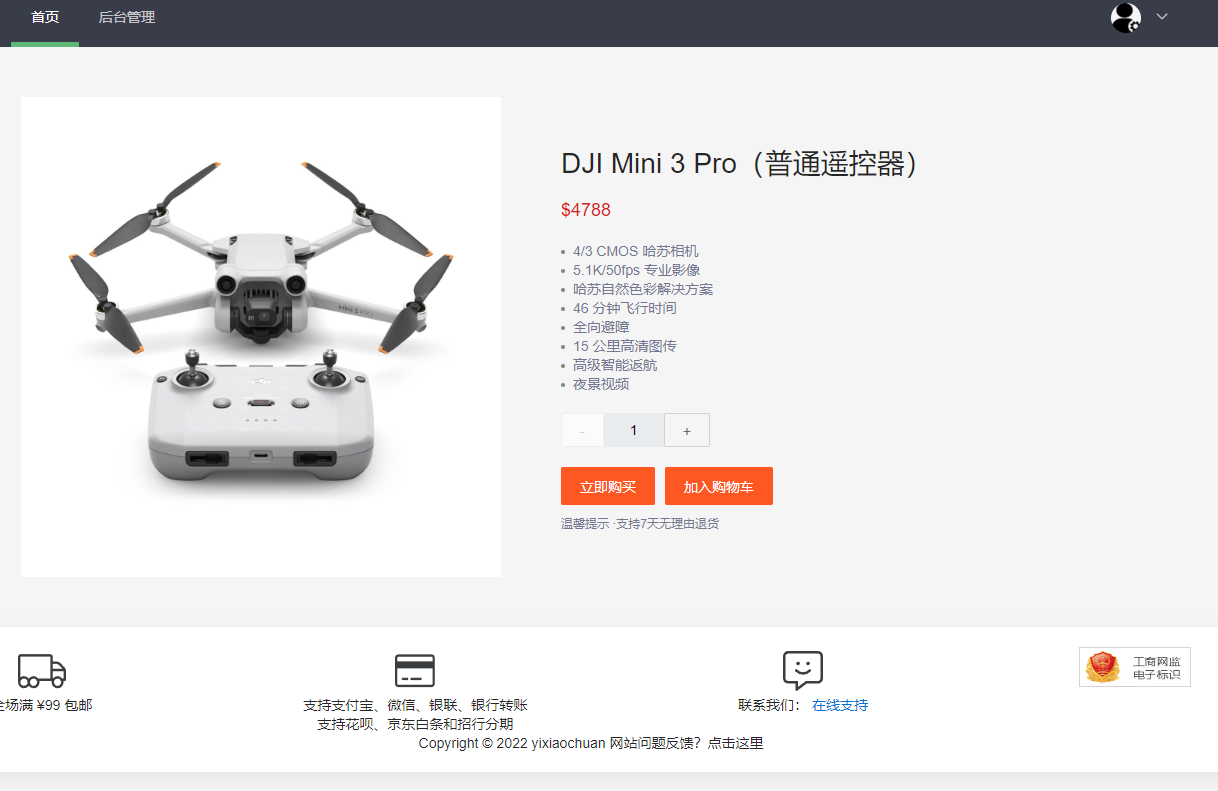 首页
后台管理
DJI Mini 3 Pro（普通遥控器）
$4788
4/3 CMOS 哈苏相机
5.1K/50fps 专业影像
哈苏自然色彩解决方案
46 分钟飞行时间
全向避障
15 公里高清图传
高级智能返航
夜景视频
- 1 +
立即购买
加入购物车
温馨提示 ·支持7天无理由退货
MINI 3 PRO
全场满 ¥99 包邮
支持支付宝、微信、银联、银行转账
支持花呗、京东白条和招行分期
联系我们： 在线支持
工商网监
电子标识
Copyright © 2022 yixiaochuan 网站问题反馈？点击这里